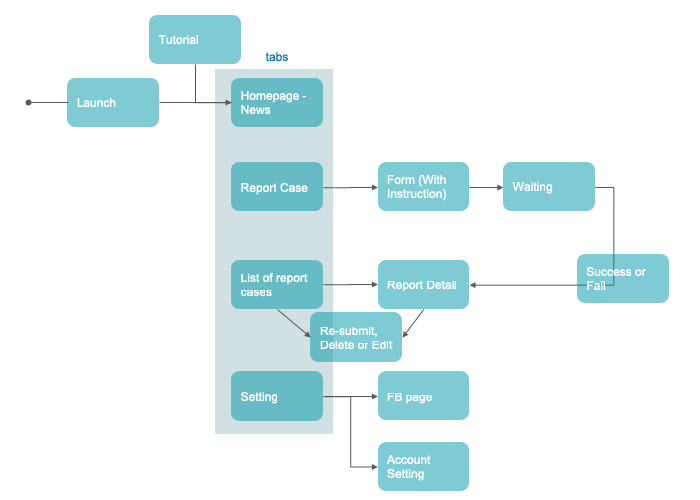 Tutorial
tabs
Launch
Homepage -
News
Report Case
Form (With
Instruction)
Waiting
List of report
cases
Report Detail
Success or
Fail
Re-submit,
Delete or Edit
Setting
FB page
Account
Setting